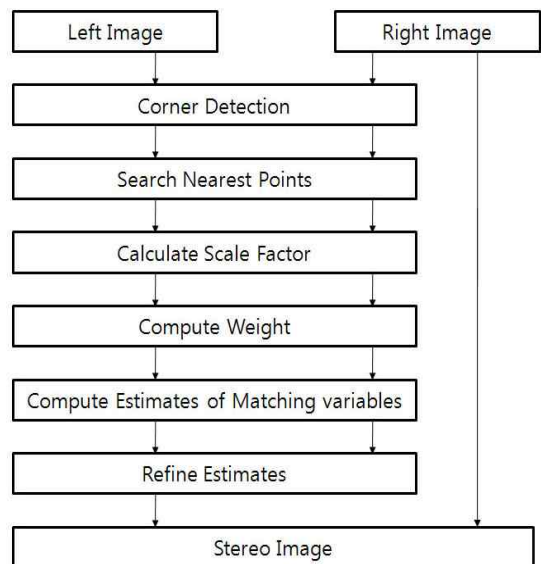 Left Image
Right Image
Corner Detection
Search Nearest Points
Calculate Scale Factor
Compute Weight
Compute Estimates of Matching variables
Refine Estimates
Stereo Image